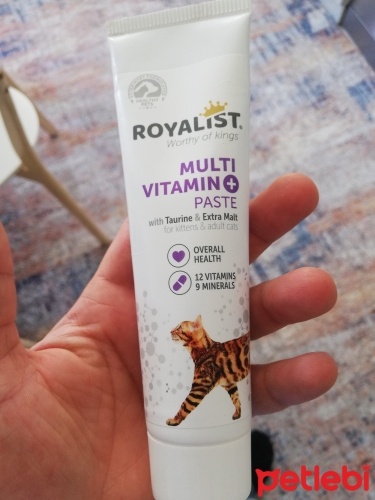 ROYALIST
Worthy of kings
MULTI
VITAMIN +
PASTE
with Taurine & Extra Malt
for kittens & adult cats
OVERALL
HEALTH
12 VITAMINS
9 MINERALS
petlebi